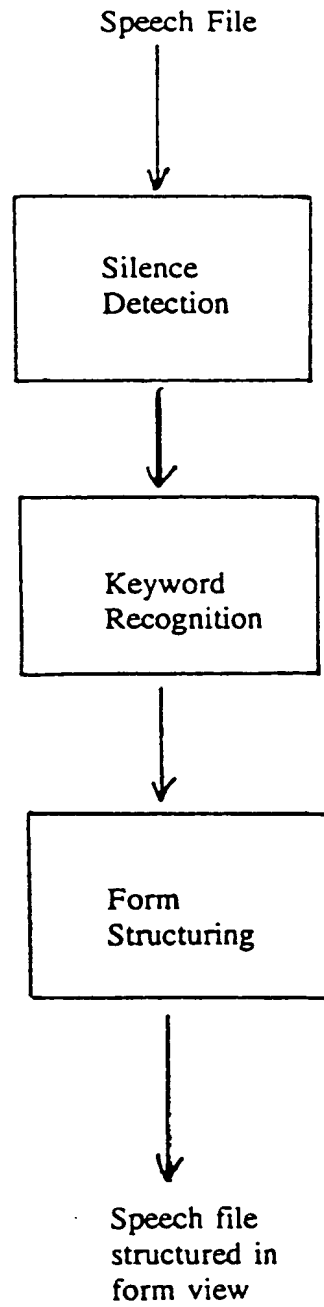 Speech File
Silence
Detection
Keyword
Recognition
Form
Structuring
Speech file
structured in
form view